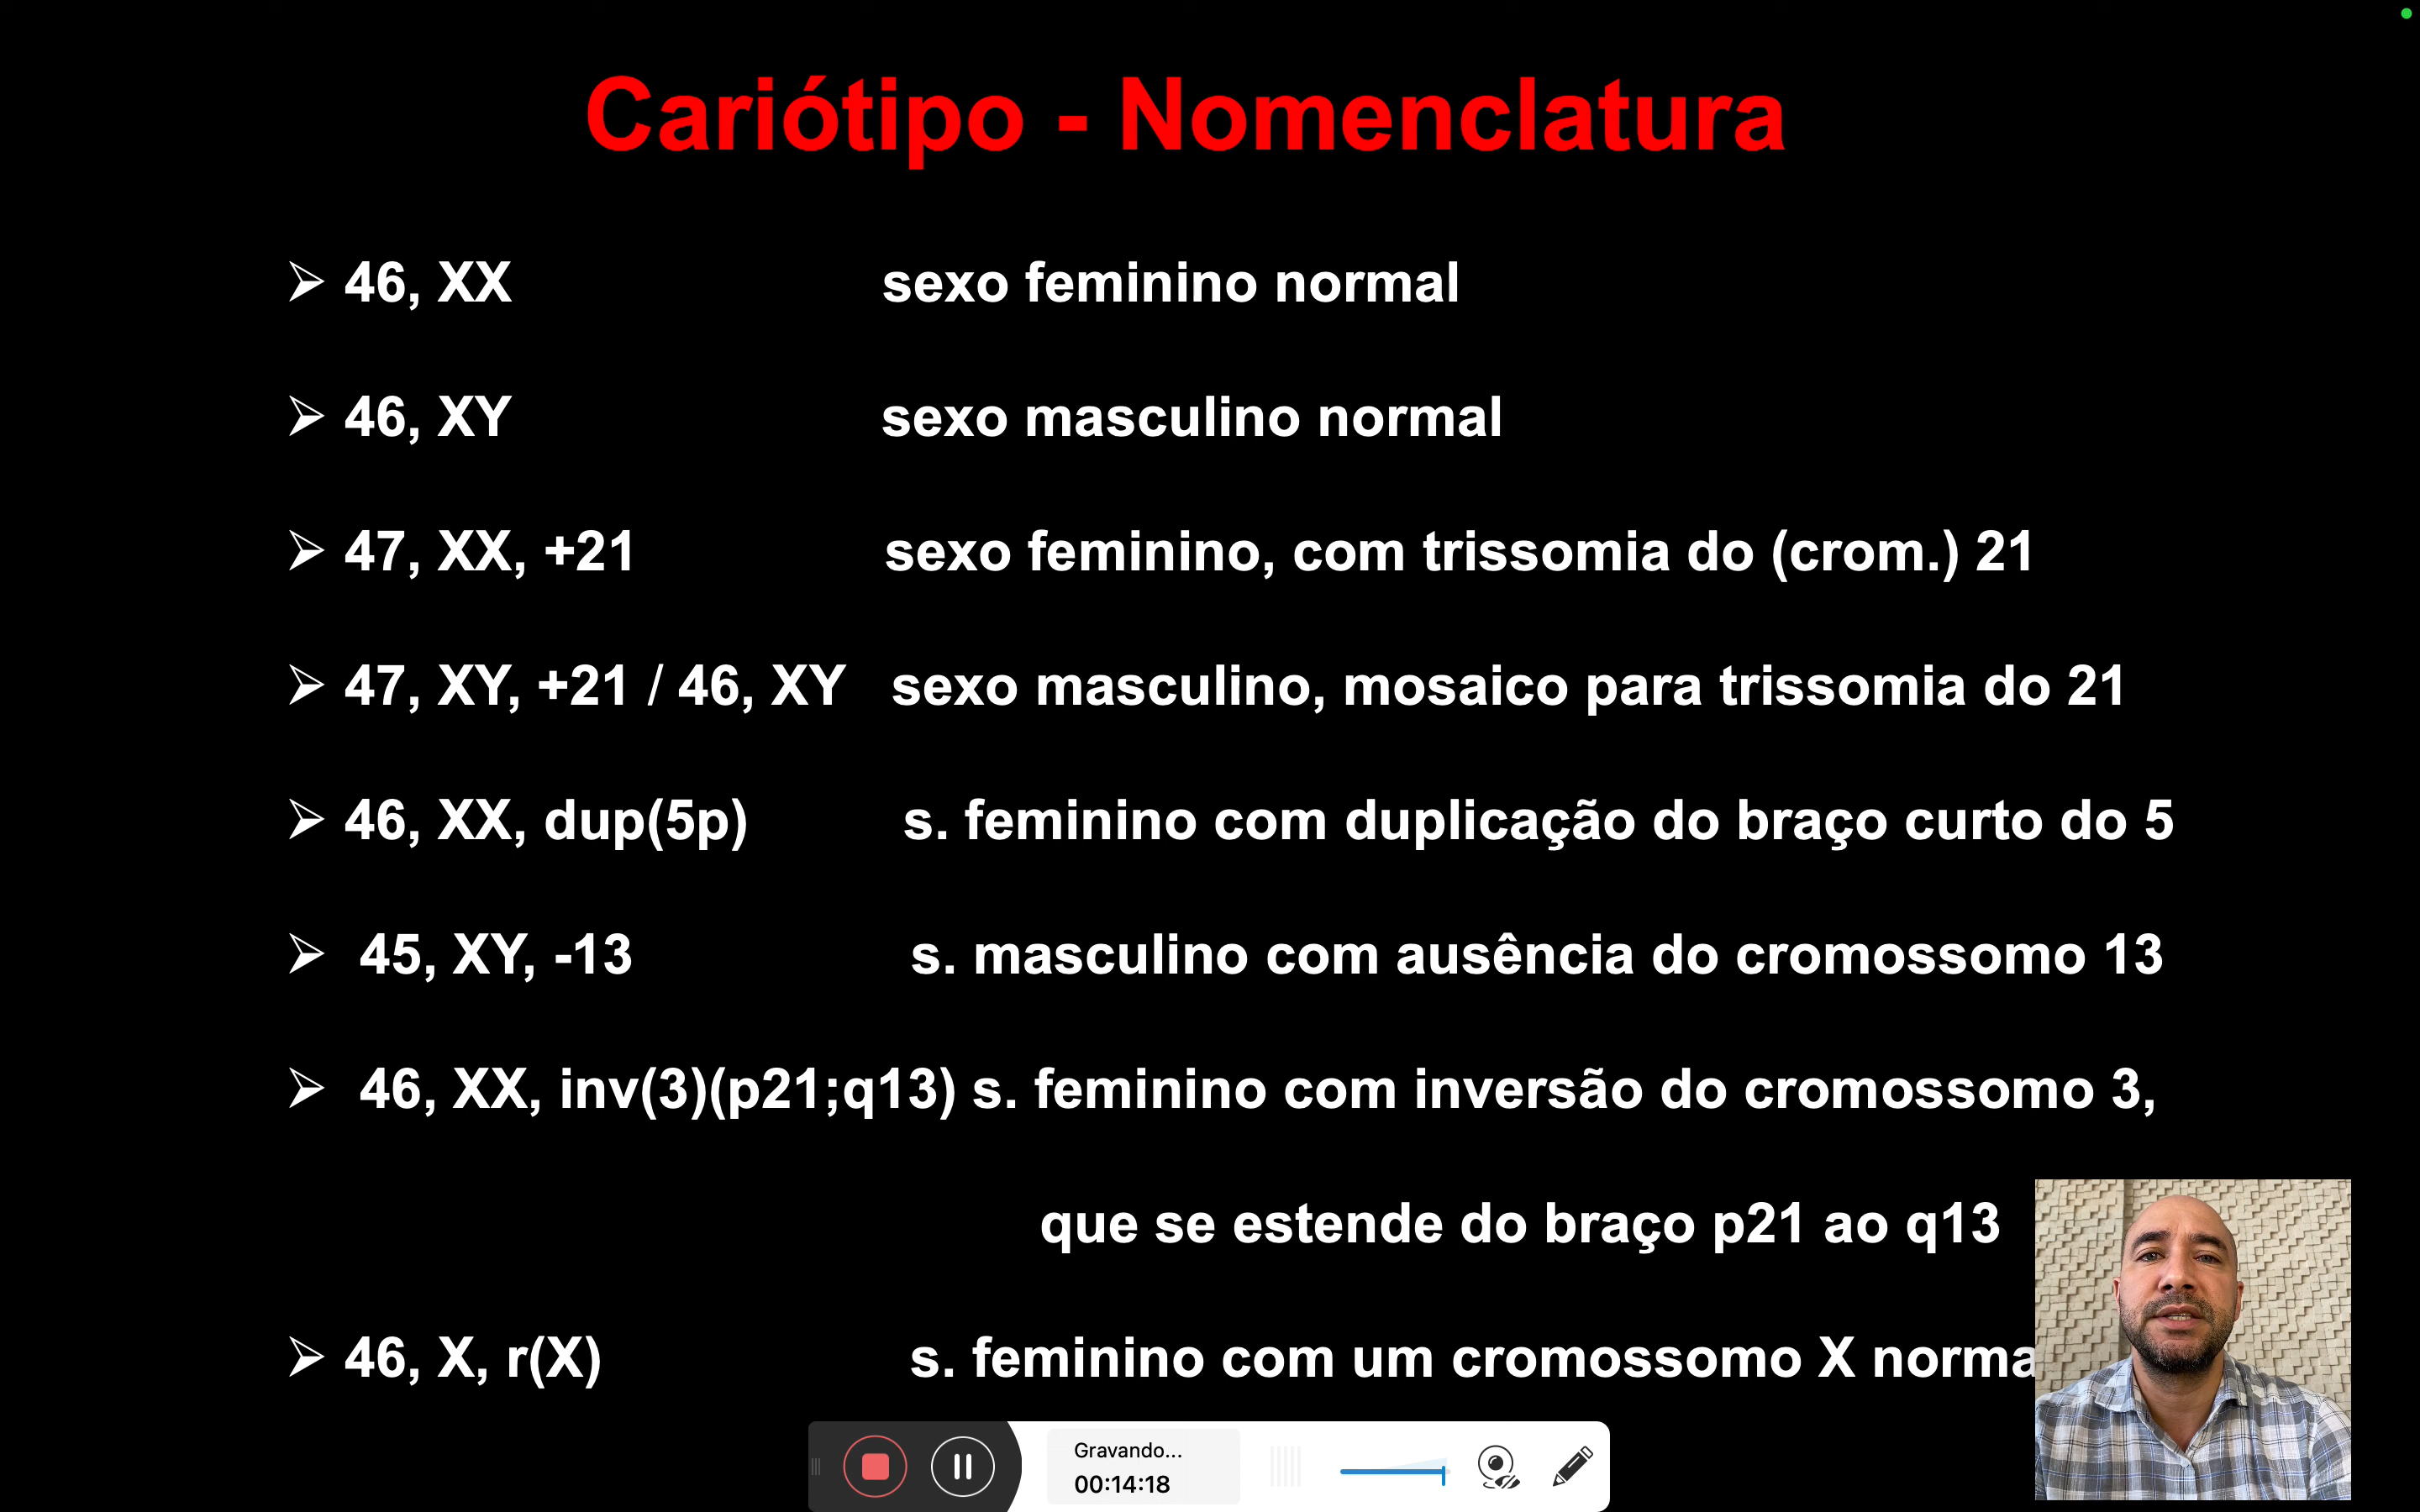 Cariótipo - Nomenclatura
➢ 46, XX sexo feminino normal
➢ 46, XY sexo masculino normal
➢ 47, XX, +21 sexo feminino, com trissomia do (crom.) 21
➢ 47, XY, +21 / 46, XY sexo masculino, mosaico para trissomia do 21
➢ 46, XX, dup(5p) s. feminino com duplicação do braço curto do 5
➢ 45, XY, -13 s. masculino com ausência do cromossomo 13
➢ 46, XX, inv(3)(p21;q13) s. feminino com inversão do cromossomo 3,
que se estende do braço p21 ao q13
➢ 46, X, r(X) s. feminino com um cromossomo X norma
Gravando...
00:14:18